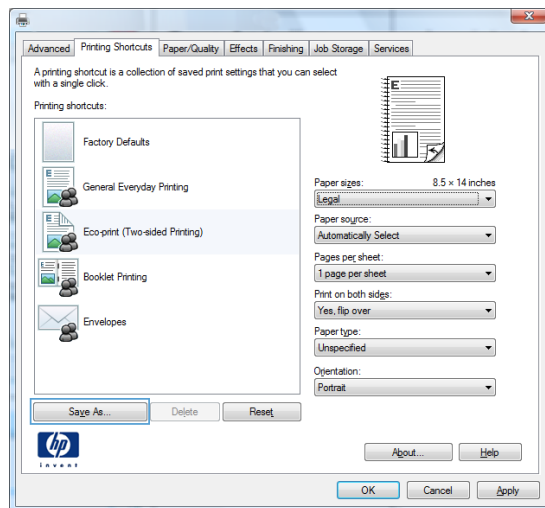 Advanced Printing Shortcuts Paper/Quality Effects Finishing Job Storage Services
A printing shortcut is a collection of saved print settings that you can select
with a single click.
Printing shortcuts:
Factory Defaults
General Everyday Printing
Eco-print (Two-sided Printing)
Booklet Printing
Envelopes
Paper sizes: 8.5 × 14 inches
Legal
Paper source:
Automatically Select
Pages per sheet:
1 page per sheet
Print on both sides:
Yes, flip over
Paper type:
Unspecified
Orientation:
Portrait
Save As... Delete Reset
hp
invent
About... Help
OK Cancel Apply